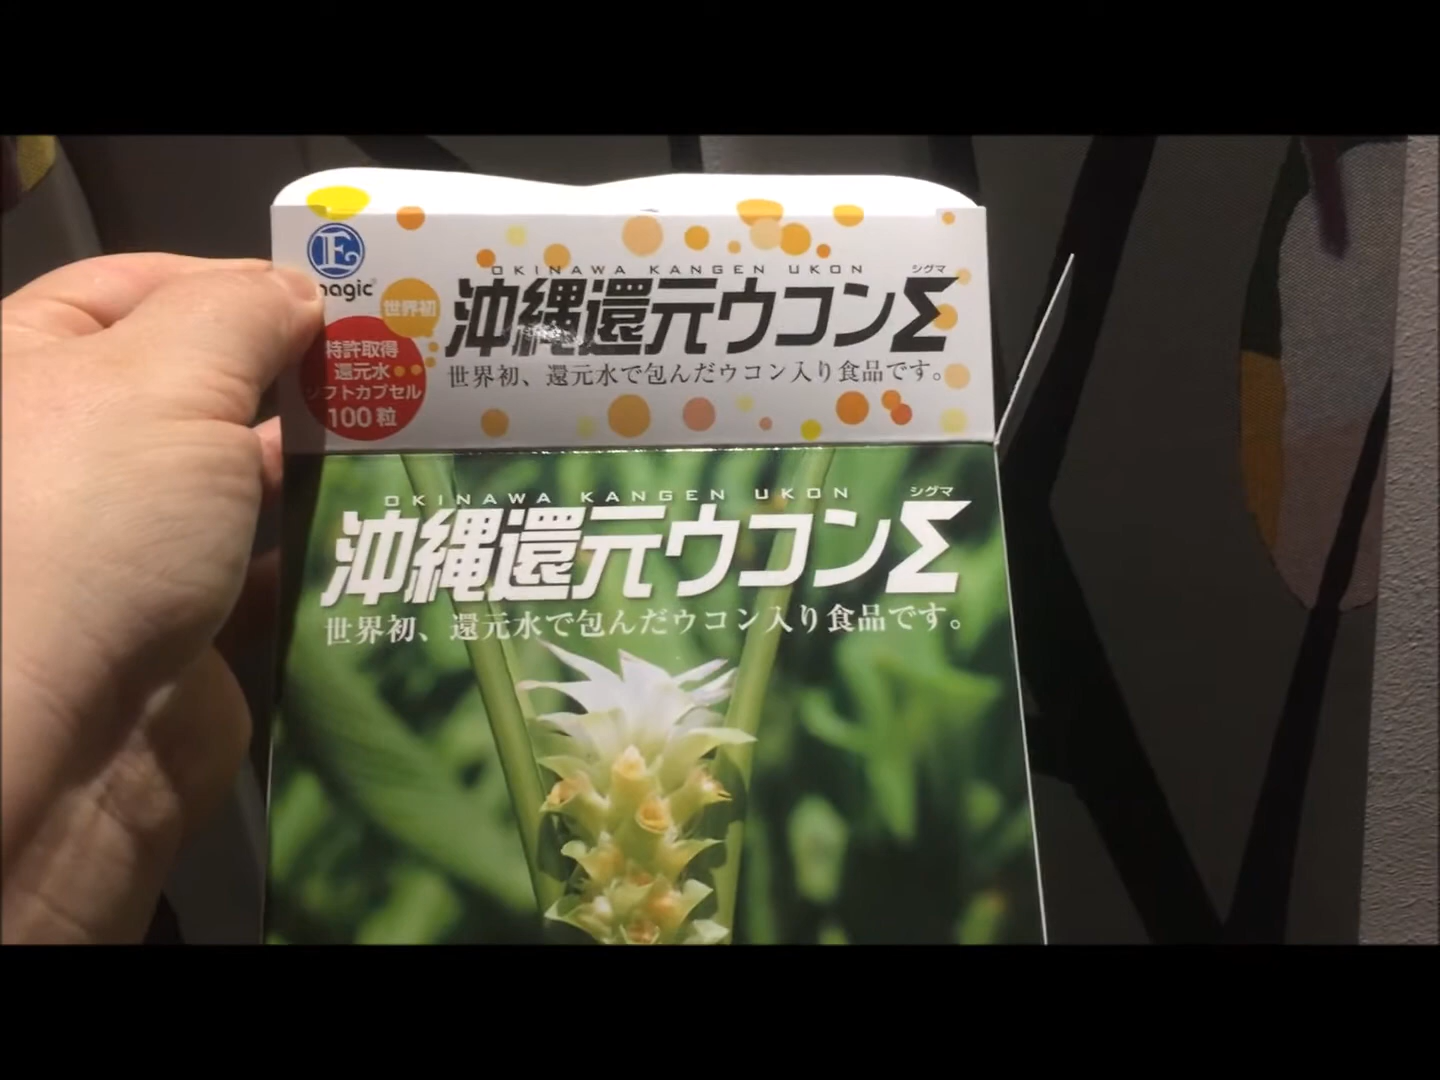 E
magic
世界初
特許取得
還元水
ソフトカプセル
100粒
OKINAWA KANGEN UKON
シグマ
沖縄還元ウコンΣ
世界初、還元水で包んだウコン入り食品です。
OKINAWA KANGEN UKON
シグマ
沖縄還元ウコンΣ
世界初、還元水で包んだウコン入り食品です。